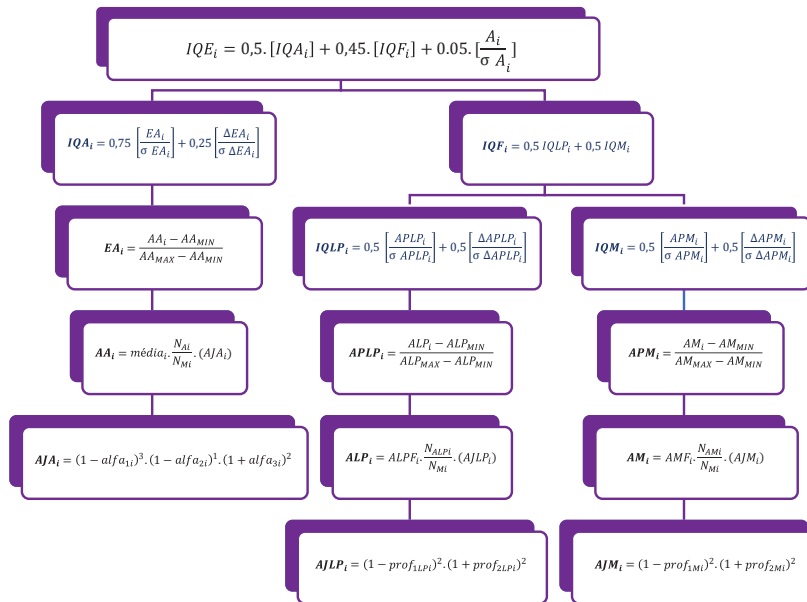 IQE_i = 0,5. [IQA_i] + 0,45. [IQF_i] + 0.05. [A_i / σ A_i]
IQA_i = 0,75 [EA_i / σ EA_i] + 0,25 [ΔEA_i / σ ΔEA_i]
IQF_i = 0,5 IQLP_i + 0,5 IQM_i
EA_i = (AA_i − AA_MIN) / (AA_MAX − AA_MIN)
IQLP_i = 0,5 [APLP_i / σ APLP_i] + 0,5 [ΔAPLP_i / σ ΔAPLP_i]
IQM_i = 0,5 [APM_i / σ APM_i] + 0,5 [ΔAPM_i / σ ΔAPM_i]
AA_i = média_i. N_Ai / N_Mi. (AJA_i)
APLP_i = (ALP_i − ALP_MIN) / (ALP_MAX − ALP_MIN)
APM_i = (AM_i − AM_MIN) / (AM_MAX − AM_MIN)
AJA_i = (1 − alfa_1i)^3. (1 − alfa_2i)^1. (1 + alfa_3i)^2
ALP_i = ALPF_i. N_ALPi / N_Mi. (AJLP_i)
AM_i = AMF_i. N_AMi / N_Mi. (AJM_i)
AJLP_i = (1 − prof_1LPi)^2. (1 + prof_2LPi)^2
AJM_i = (1 − prof_1Mi)^2. (1 + prof_2Mi)^2